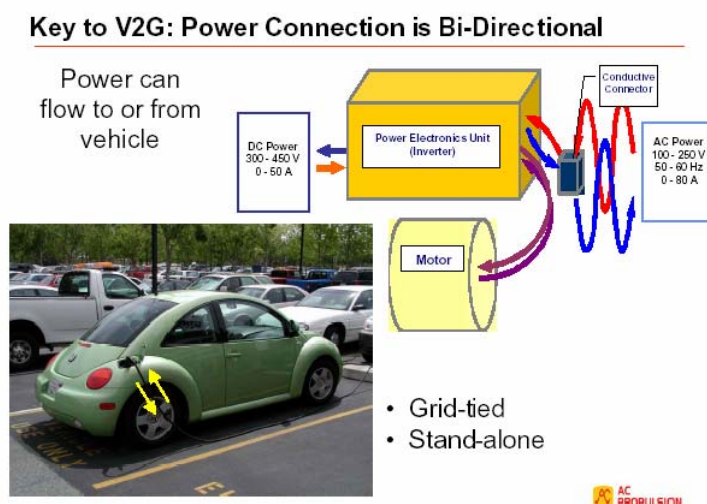 Key to V2G: Power Connection is Bi-Directional
Power can
flow to or from
vehicle
DC Power
300 - 450 V
0 - 50 A
Power Electronics Unit
(Inverter)
Conductive
Connector
AC Power
100 - 250 V
50 - 60 Hz
0 - 80 A
Motor
USE ONLY
• Grid-tied
• Stand-alone
AC
PROPULSION